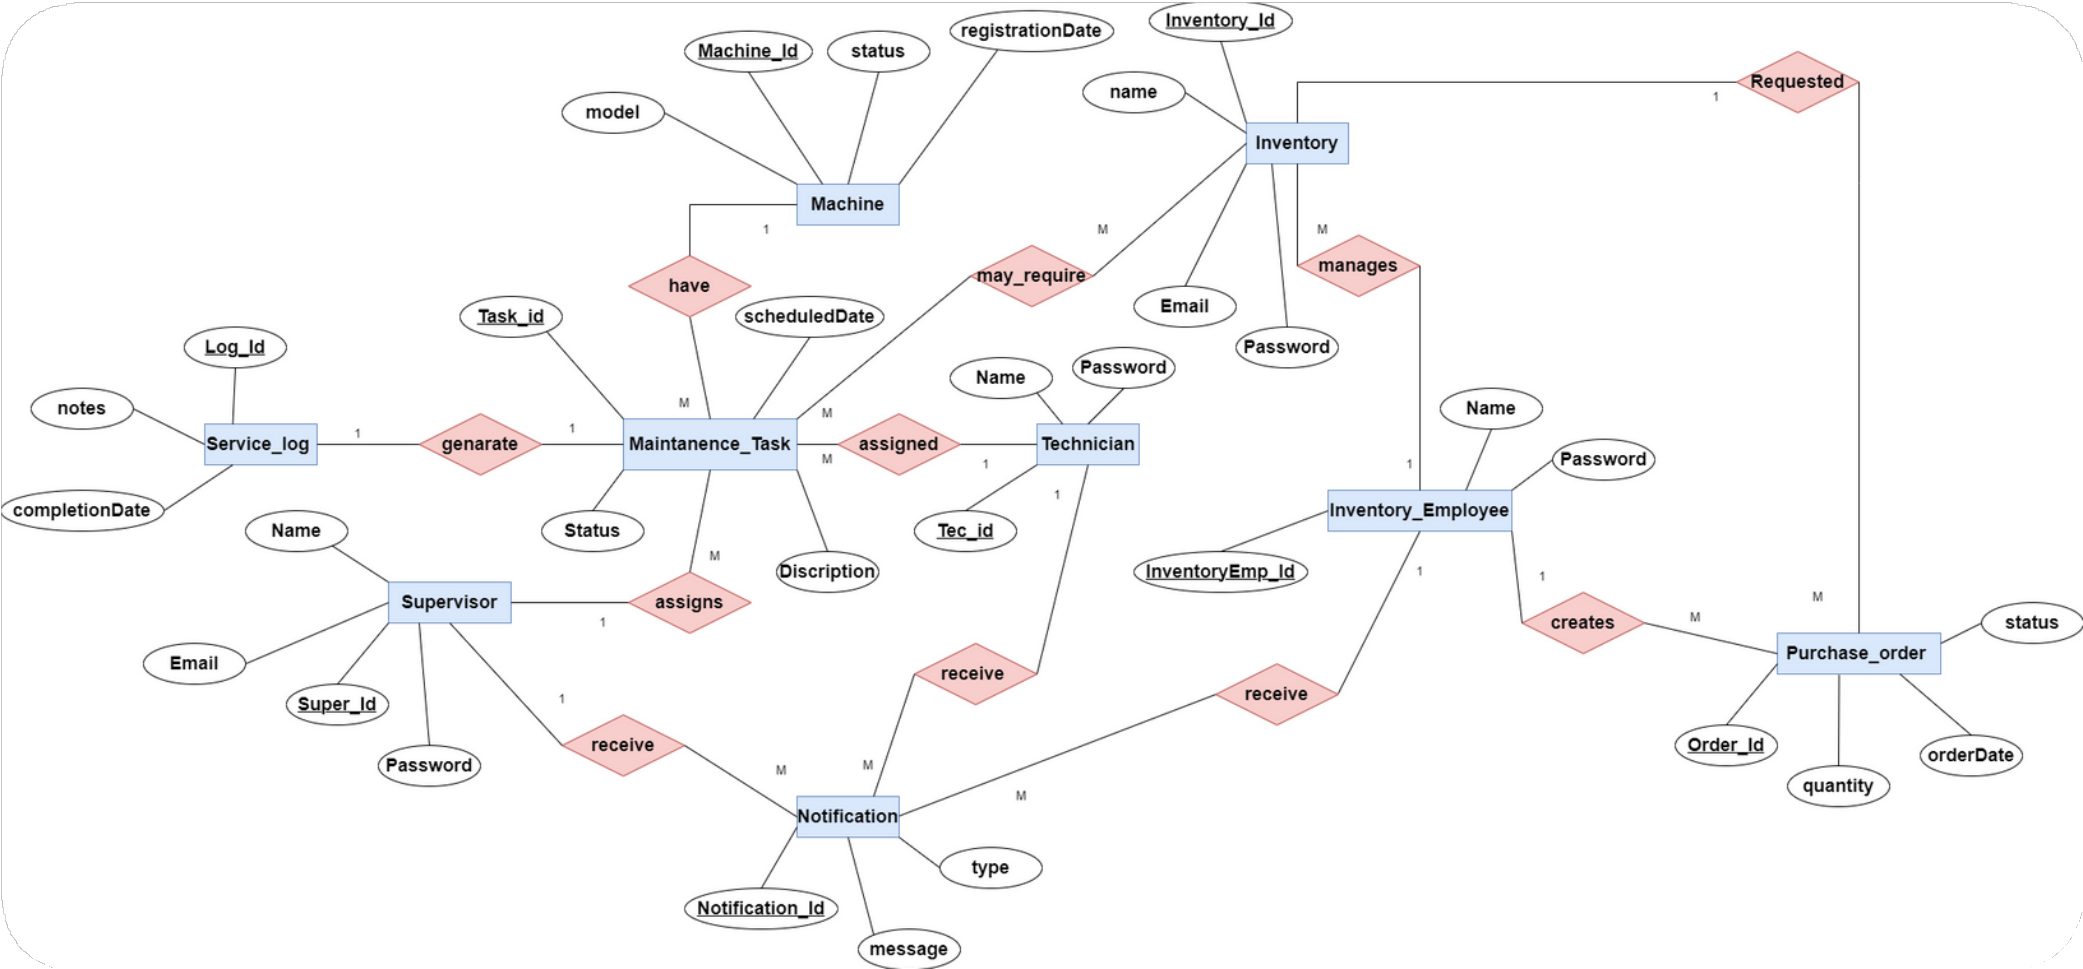 Inventory_Id
registrationDate
Machine_Id
status
Requested
name
1
model
Inventory
Machine
1
M
M
manages
may_require
have
Email
Task_id
scheduledDate
Log_Id
Password
Password
Name
notes
M
M
Name
1
1
Service_log
genarate
Maintanence_Task
assigned
Technician
M
1
1
Password
1
completionDate
Inventory_Employee
Name
Status
Tec_id
M
Discription
InventoryEmp_Id
1
1
M
Supervisor
assigns
1
M
creates
status
Email
Purchase_order
receive
1
receive
Super_Id
receive
Order_Id
orderDate
Password
M
M
quantity
M
Notification
type
Notification_Id
message